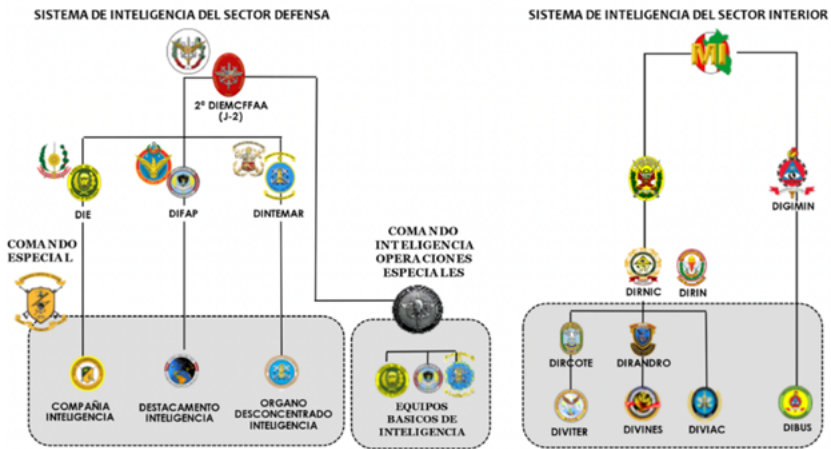 SISTEMA DE INTELIGENCIA DEL SECTOR DEFENSA
2ª DIEMCFFAA
(J-2)
DIE
DIFAP
DINTEMAR
COMANDO
ESPECIAL
COMANDO
INTELIGENCIA
OPERACIONES
ESPECIALES
COMPAÑIA
INTELIGENCIA
DESTACAMENTO
INTELIGENCIA
ORGANO
DESCONCENTRADO
INTELIGENCIA
EQUIPOS
BASICOS DE
INTELIGENCIA
SISTEMA DE INTELIGENCIA DEL SECTOR INTERIOR
MI
DIGIMIN
DIRNIC
DIRIN
DIRCOTE
DIRANDRO
DIVITER
DIVINES
DIVIAC
DIBUS